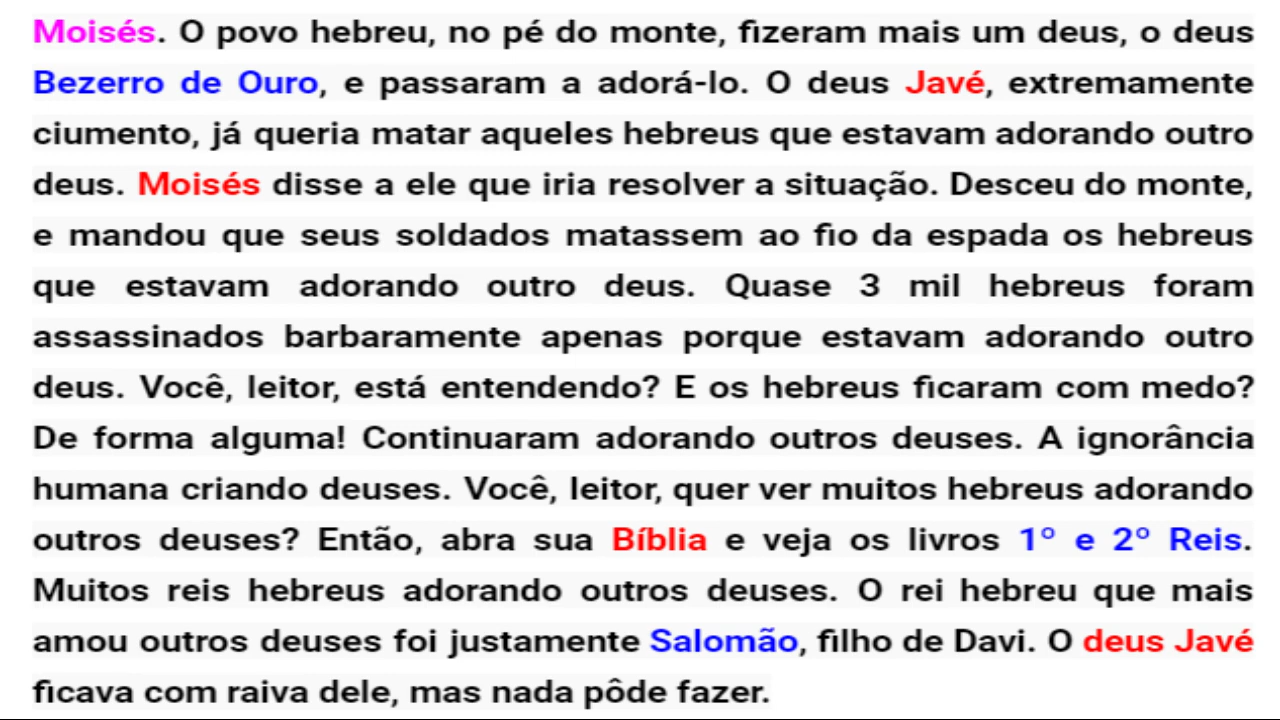 Moisés. O povo hebreu, no pé do monte, fizeram mais um deus, o deus
Bezerro de Ouro, e passaram a adorá-lo. O deus Javé, extremamente
ciumento, já queria matar aqueles hebreus que estavam adorando outro
deus. Moisés disse a ele que iria resolver a situação. Desceu do monte,
e mandou que seus soldados matassem ao fio da espada os hebreus
que estavam adorando outro deus. Quase 3 mil hebreus foram
assassinados barbaramente apenas porque estavam adorando outro
deus. Você, leitor, está entendendo? E os hebreus ficaram com medo?
De forma alguma! Continuaram adorando outros deuses. A ignorância
humana criando deuses. Você, leitor, quer ver muitos hebreus adorando
outros deuses? Então, abra sua Bíblia e veja os livros 1º e 2º Reis.
Muitos reis hebreus adorando outros deuses. O rei hebreu que mais
amou outros deuses foi justamente Salomão, filho de Davi. O deus Javé
ficava com raiva dele, mas nada pôde fazer.